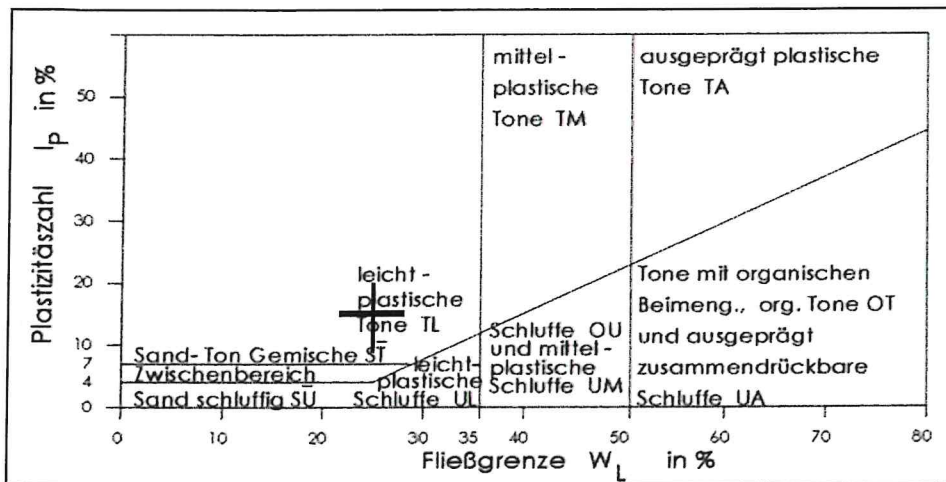 Plastizitäszahl I_P in %
50
40
30
20
10
7
4
0
mittel-
plastische
Tone TM
ausgeprägt plastische
Tone TA
leicht-
plastische
Tone TL
Sand-Ton Gemische ST̅
Zwischenbereich
Sand schluffig SU̅
leicht-
plastische
Schluffe UL
Schluffe OU
und mittel-
plastische
Schluffe UM
Tone mit organischen
Beimeng., org. Tone OT
und ausgeprägt
zusammendrückbare
Schluffe UA
0 10 20 30 35 40 50 60 70 80
Fließgrenze W_L in %